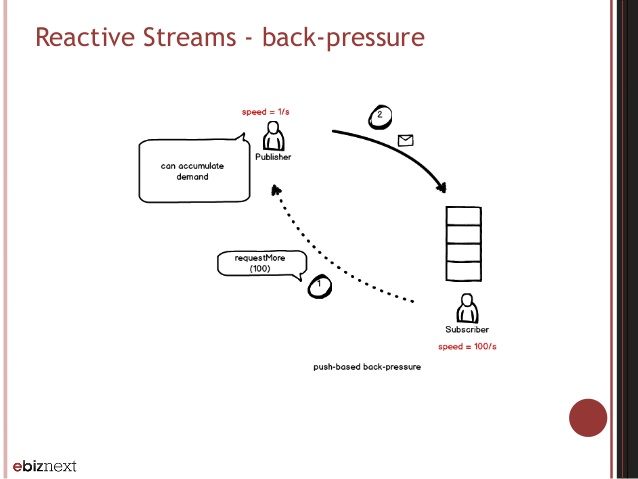 Reactive Streams - back-pressure
speed = 1/s
2
Publisher
can accumulate
demand
requestMore
(100)
1
Subscriber
speed = 100/s
push-based back-pressure
ebiznext